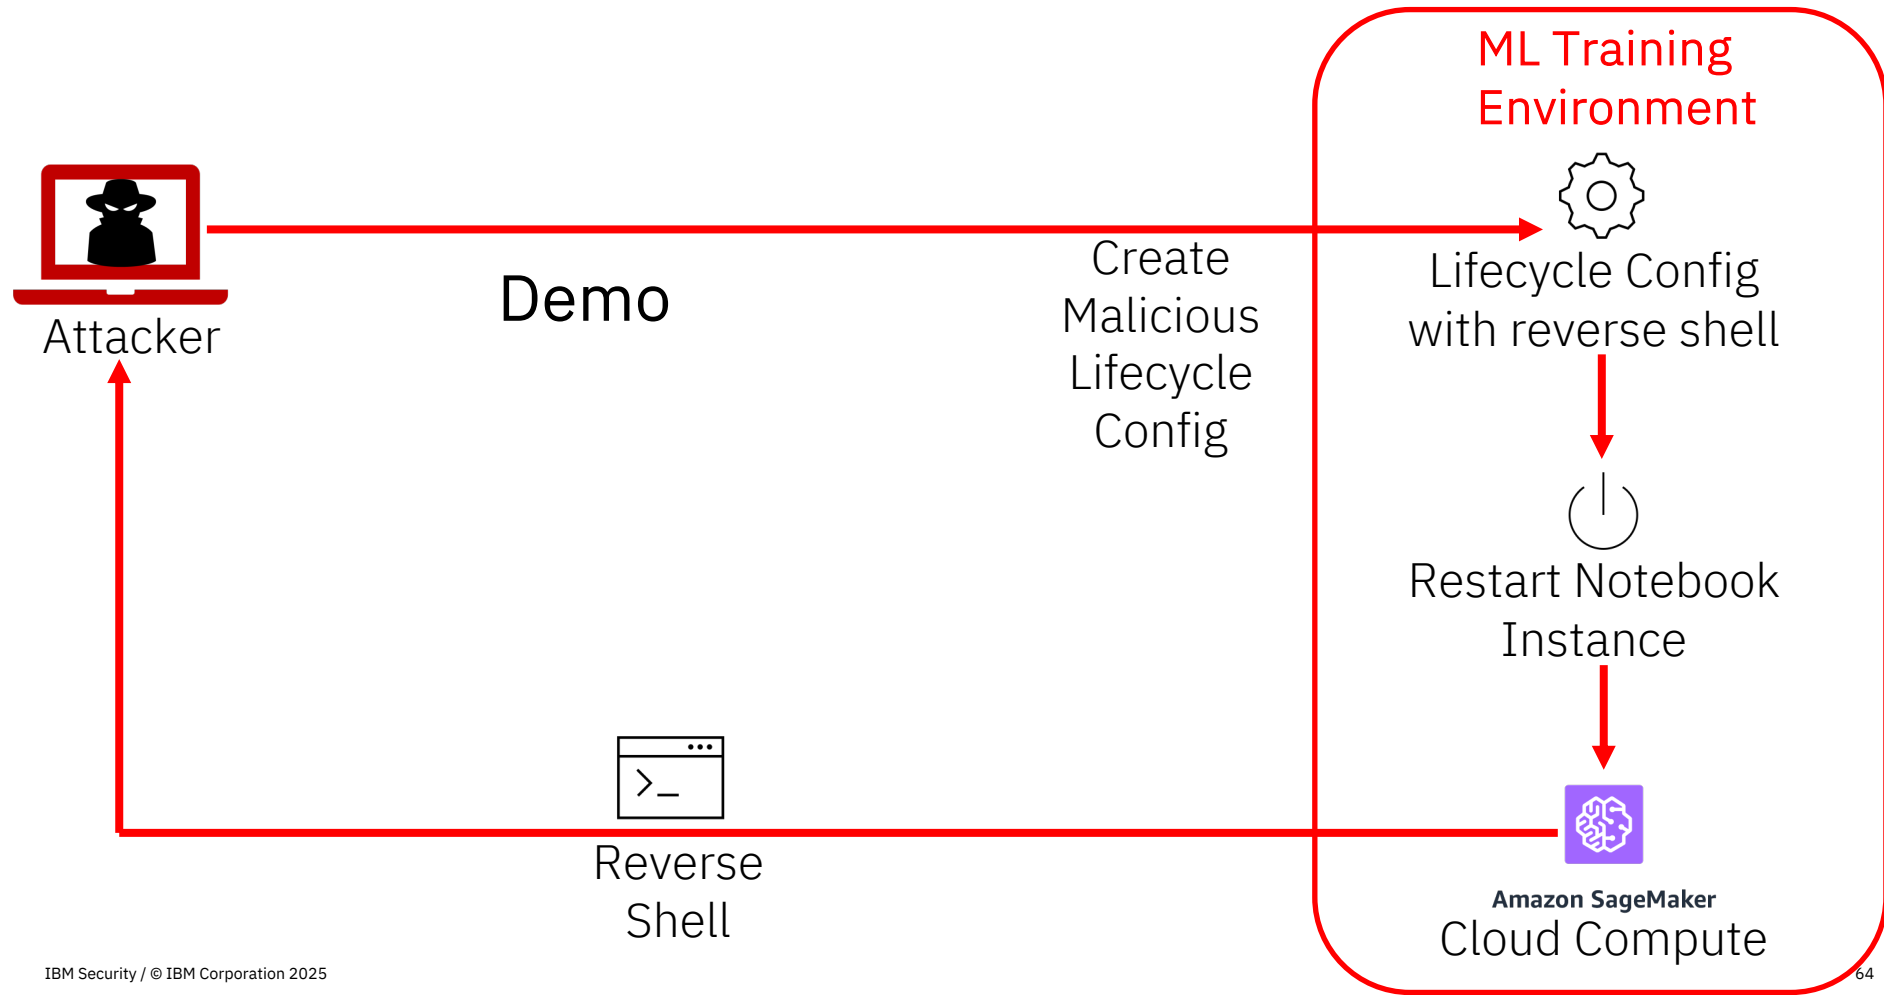 ML Training
Environment
Attacker
Demo
Create
Malicious
Lifecycle
Config
Lifecycle Config
with reverse shell
Restart Notebook
Instance
>_
Reverse
Shell
Amazon SageMaker
Cloud Compute
IBM Security / © IBM Corporation 2025
64